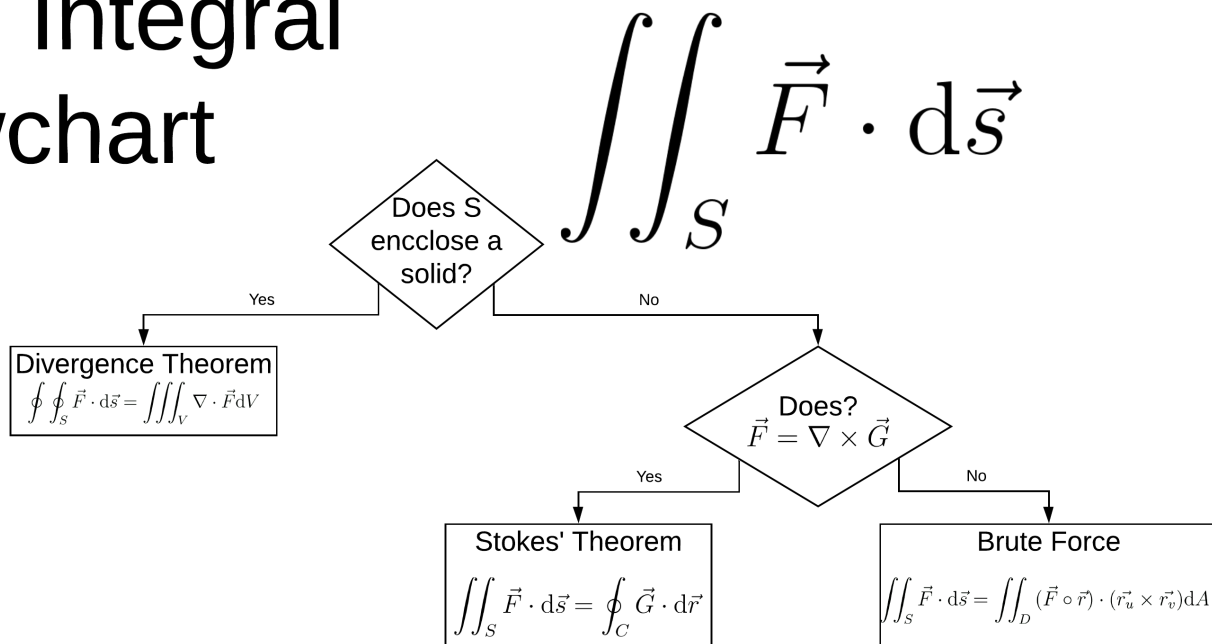 Integral
chart
∬_S F⃗ · ds⃗
Does S
encclose a
solid?
Yes
No
Divergence Theorem
∮∮_S F⃗ · ds⃗ = ∭_V ∇ · F⃗dV
Does?
F⃗ = ∇ × G⃗
Yes
No
Stokes' Theorem
∬_S F⃗ · ds⃗ = ∮_C G⃗ · dr⃗
Brute Force
∬_S F⃗ · ds⃗ = ∬_D (F⃗ ∘ r⃗) · (r⃗_u × r⃗_v)dA